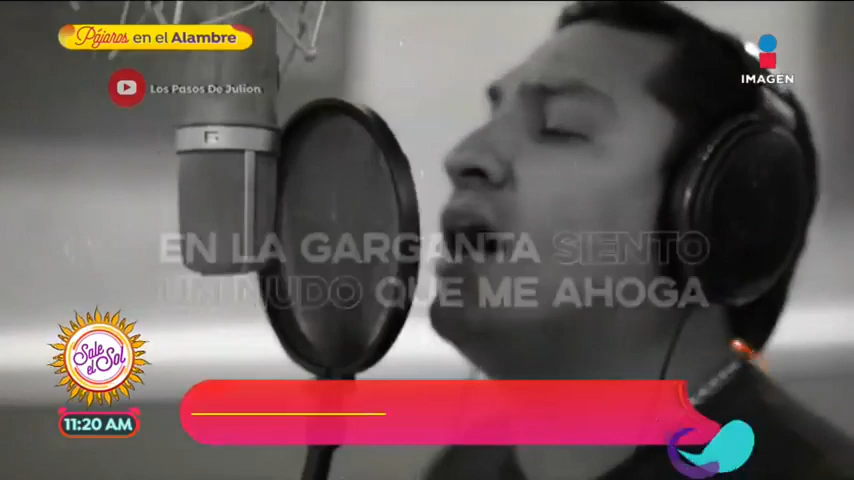 Pájaros en el Alambre
IMAGEN
Los Pasos De Julion
EN LA GARGANTA SIENTO
UN NUDO QUE ME AHOGA
Sale el Sol
11:20 AM